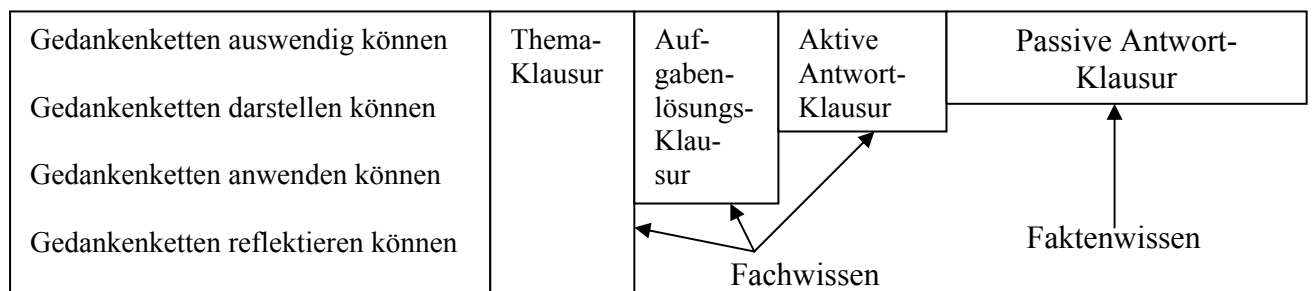 Gedankenketten auswendig können
Gedankenketten darstellen können
Gedankenketten anwenden können
Gedankenketten reflektieren können
Thema-
Klausur
Auf-
gaben-
lösungs-
Klau-
sur
Aktive
Antwort-
Klausur
Passive Antwort-
Klausur
Fachwissen
Faktenwissen